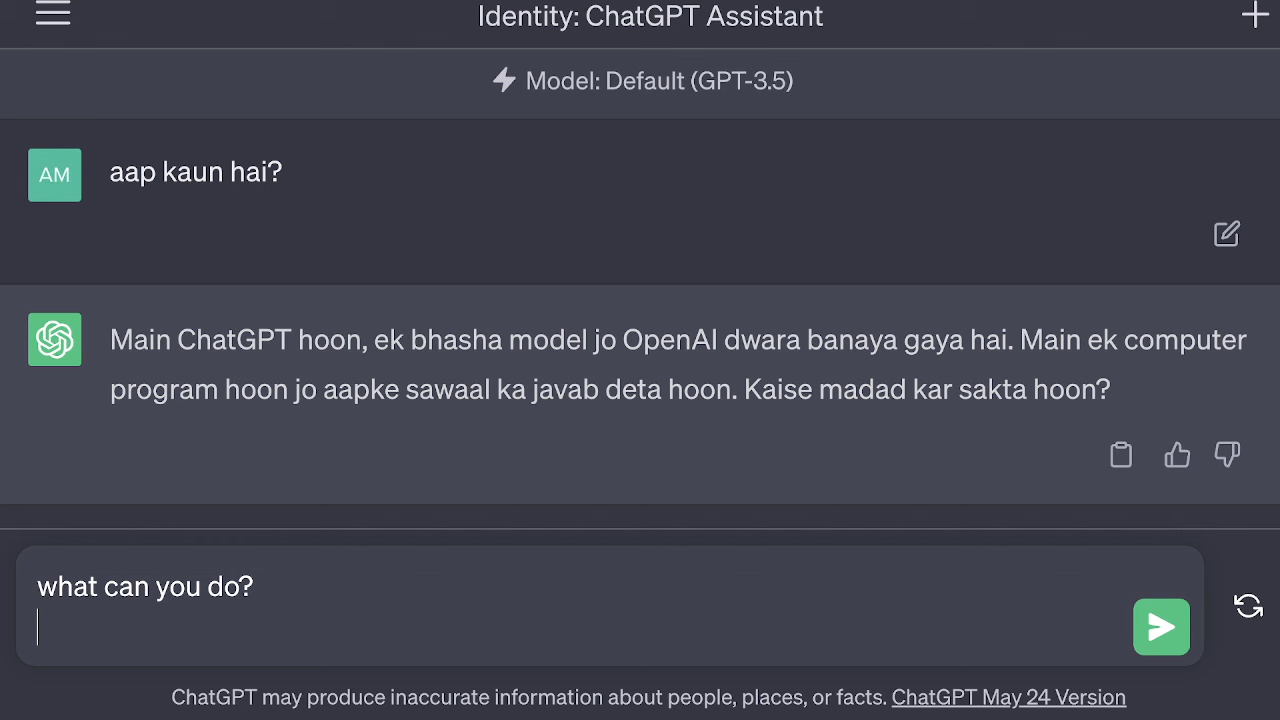 Identity: ChatGPT Assistant
Model: Default (GPT-3.5)
AM
aap kaun hai?
Main ChatGPT hoon, ek bhasha model jo OpenAI dwara banaya gaya hai. Main ek computer
program hoon jo aapke sawaal ka javab deta hoon. Kaise madad kar sakta hoon?
what can you do?
ChatGPT may produce inaccurate information about people, places, or facts. ChatGPT May 24 Version